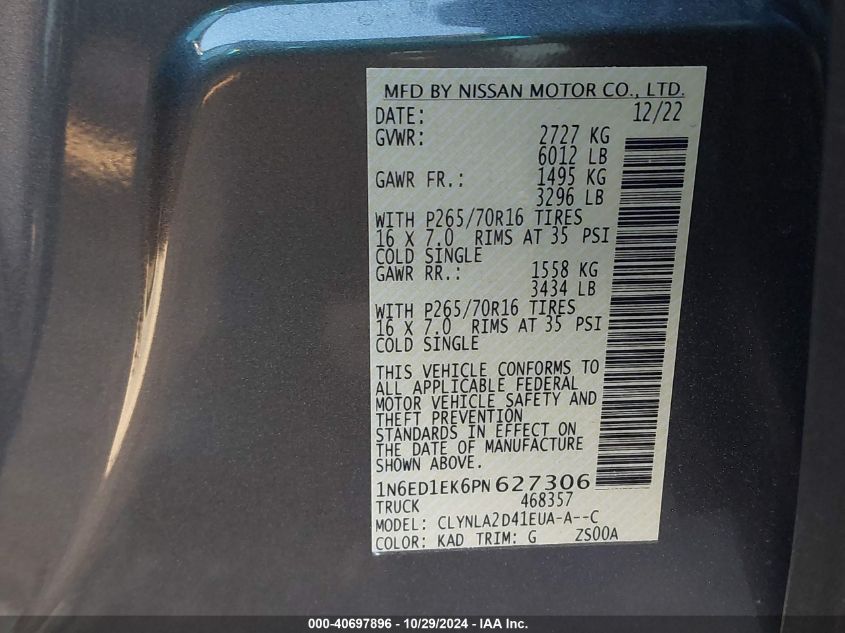 MFD BY NISSAN MOTOR CO., LTD.
DATE: 12/22
GVWR: 2727 KG
6012 LB
GAWR FR.: 1495 KG
3296 LB
WITH P265/70R16 TIRES
16 X 7.0 RIMS AT 35 PSI
COLD SINGLE
GAWR RR.: 1558 KG
3434 LB
WITH P265/70R16 TIRES
16 X 7.0 RIMS AT 35 PSI
COLD SINGLE
THIS VEHICLE CONFORMS TO
ALL APPLICABLE FEDERAL
MOTOR VEHICLE SAFETY AND
THEFT PREVENTION
STANDARDS IN EFFECT ON
THE DATE OF MANUFACTURE
SHOWN ABOVE.
1N6ED1EK6PN627306
TRUCK 468357
MODEL: CLYNLA2D41EUA-A--C
COLOR: KAD TRIM: G ZS00A
000-40697896 - 10/29/2024 - IAA Inc.